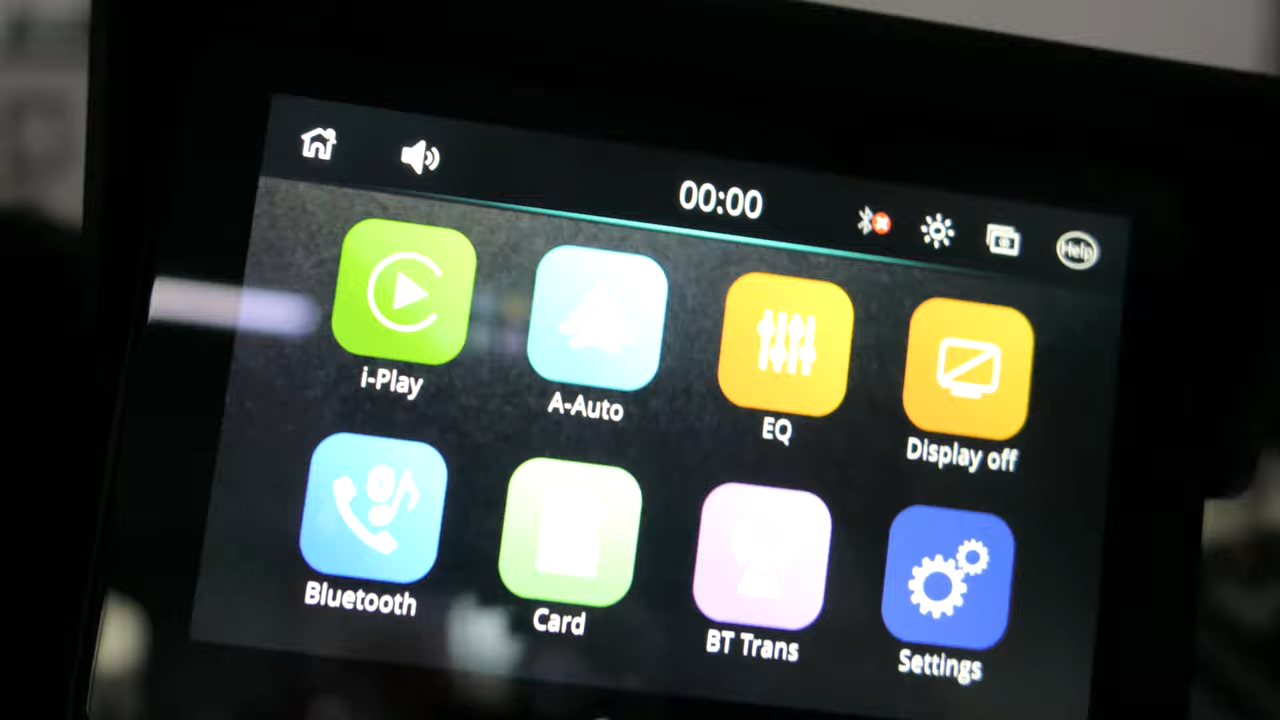 00:00
Help
i-Play
A-Auto
EQ
Display off
Bluetooth
Card
BT Trans
Settings